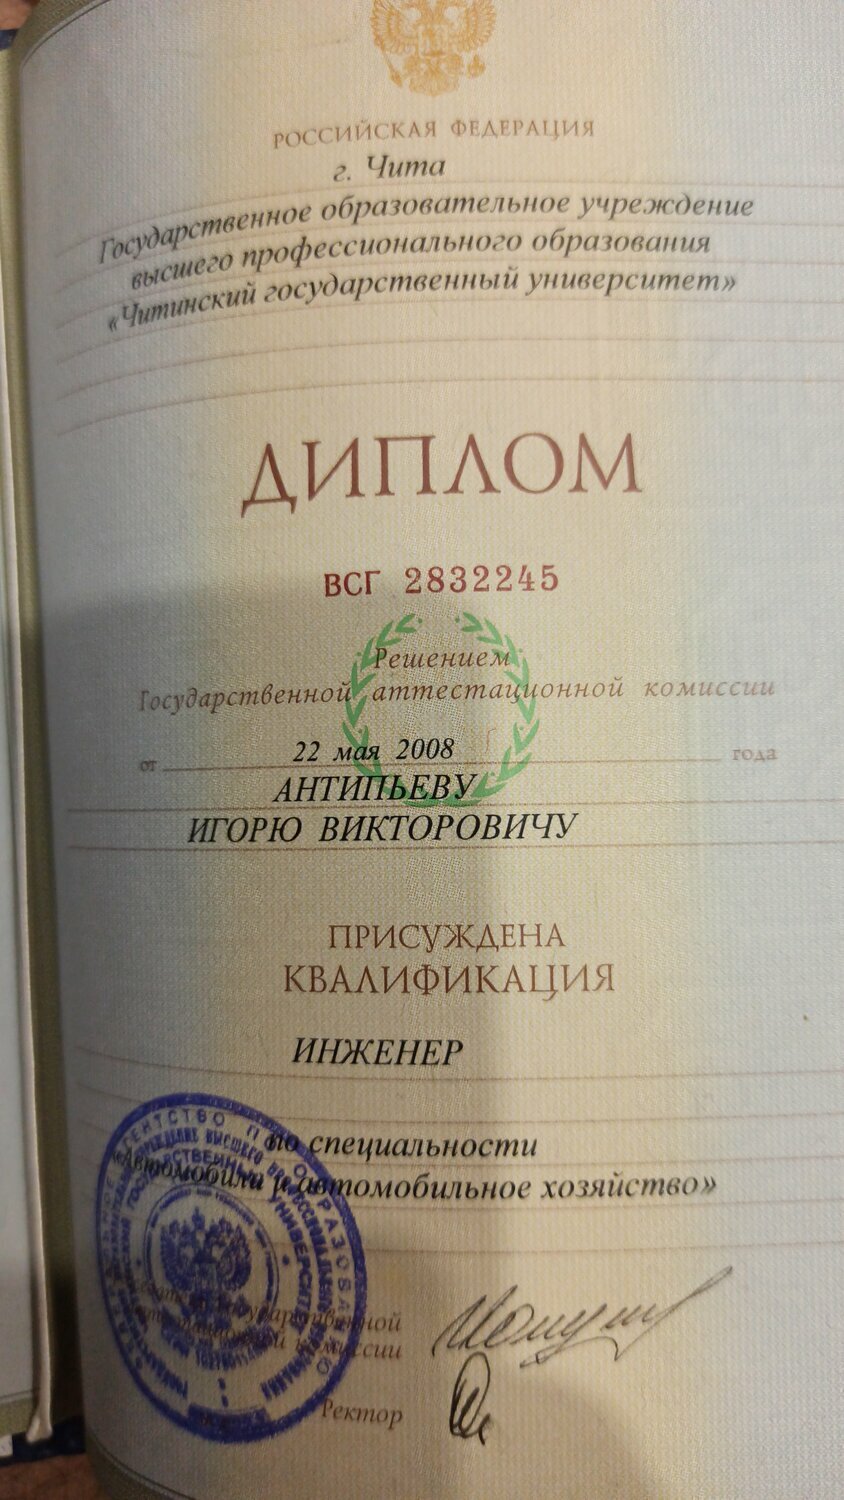 РОССИЙСКАЯ ФЕДЕРАЦИЯ
г. Чита
Государственное образовательное учреждение
высшего профессионального образования
«Читинский государственный университет»
ДИПЛОМ
ВСГ 2832245
Решением
Государственной аттестационной комиссии
от 22 мая 2008 года
АНТИПЬЕВУ
ИГОРЮ ВИКТОРОВИЧУ
ПРИСУЖДЕНА
КВАЛИФИКАЦИЯ
ИНЖЕНЕР
по специальности
«Автомобили и автомобильное хозяйство»
Государственной
комиссии
Ректор